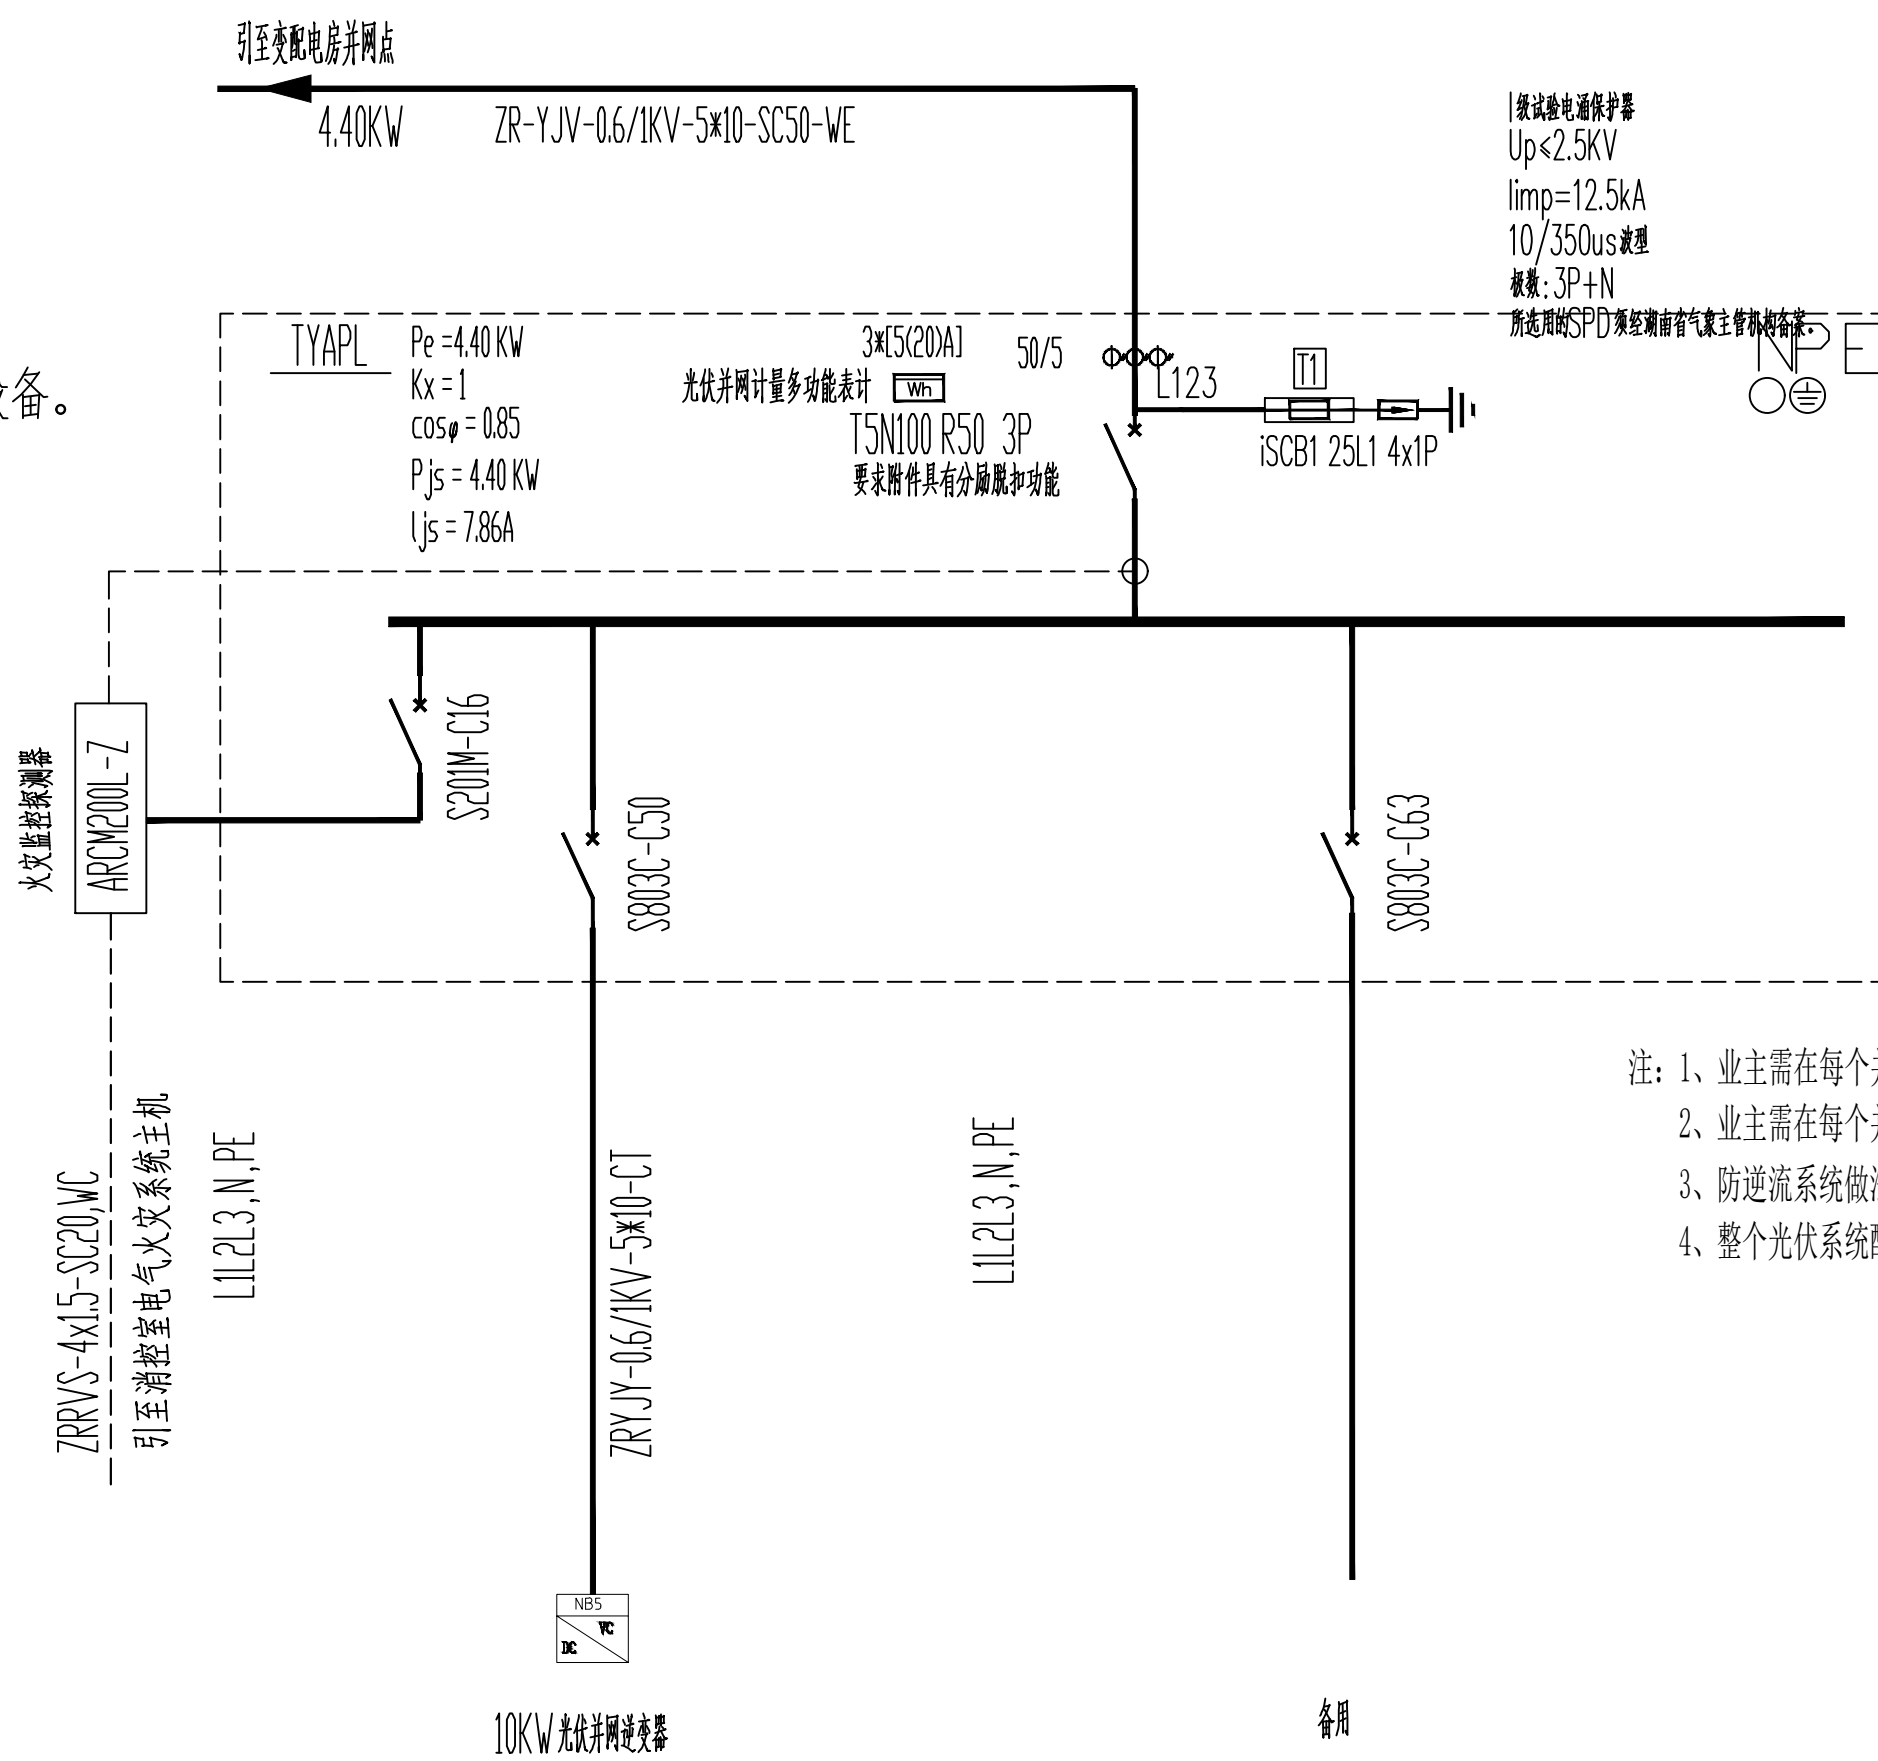 引至变配电房并网点
4.40KW
ZR-YJV-0.6/1KV-5*10-SC50-WE
I级试验电涌保护器
Up≤2.5KV
Iimp=12.5kA
10/350us波型
极数:3P+N
所选用的SPD须经湖南省气象主管机构备案.
NPE
备。
TYAPL
Pe =4.40 KW
Kx = 1
cosφ = 0.85
Pjs = 4.40 KW
Ijs = 7.86A
3*[5(20)A]
50/5
光伏并网计量多功能表计
Wh
L123
T1
T5N100 R50 3P
要求附件具有分励脱扣功能
iSCB1 25L1 4x1P
火灾监控探测器
ARCM200L-Z
S201M-C16
S803C-C50
S803C-C63
ZRRVS-4x1.5-SC20,WC
引至消控室电气火灾系统主机
L1L2L3,N,PE
ZRYJY-0.6/1KV-5*10-CT
L1L2L3,N,PE
注：1、业主需在每个
2、业主需在每个
3、防逆流系统做
4、整个光伏系统
NB5
DC
10KW光伏并网逆变器
备用